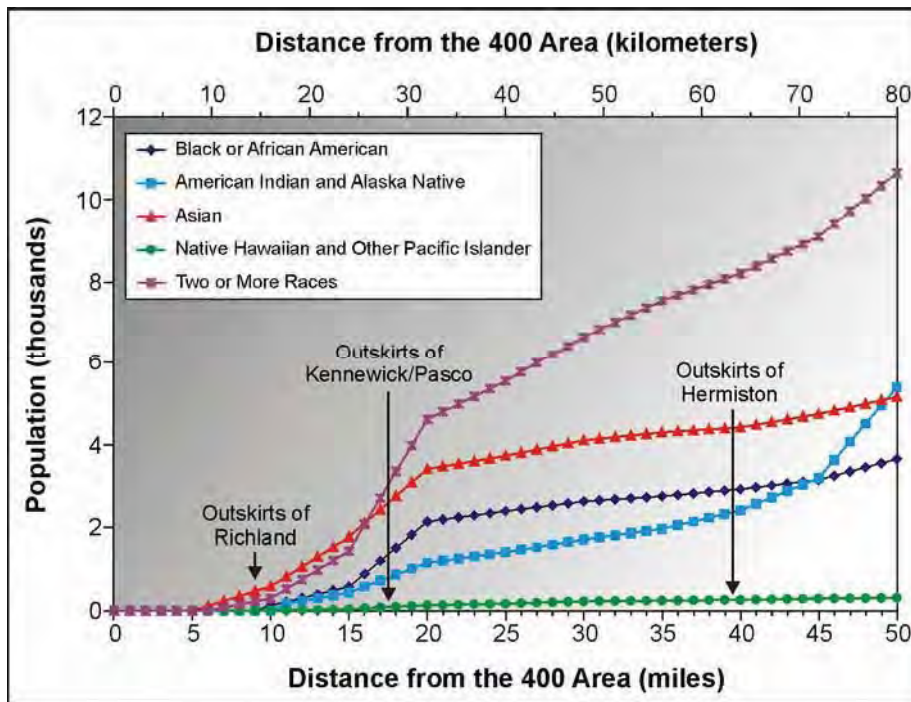 Distance from the 400 Area (kilometers)
0 10 20 30 40 50 60 70 80
12
10
8
6
4
2
0
Population (thousands)
Black or African American
American Indian and Alaska Native
Asian
Native Hawaiian and Other Pacific Islander
Two or More Races
Outskirts of
Kennewick/Pasco
Outskirts of
Hermiston
Outskirts of
Richland
0 5 10 15 20 25 30 35 40 45 50
Distance from the 400 Area (miles)